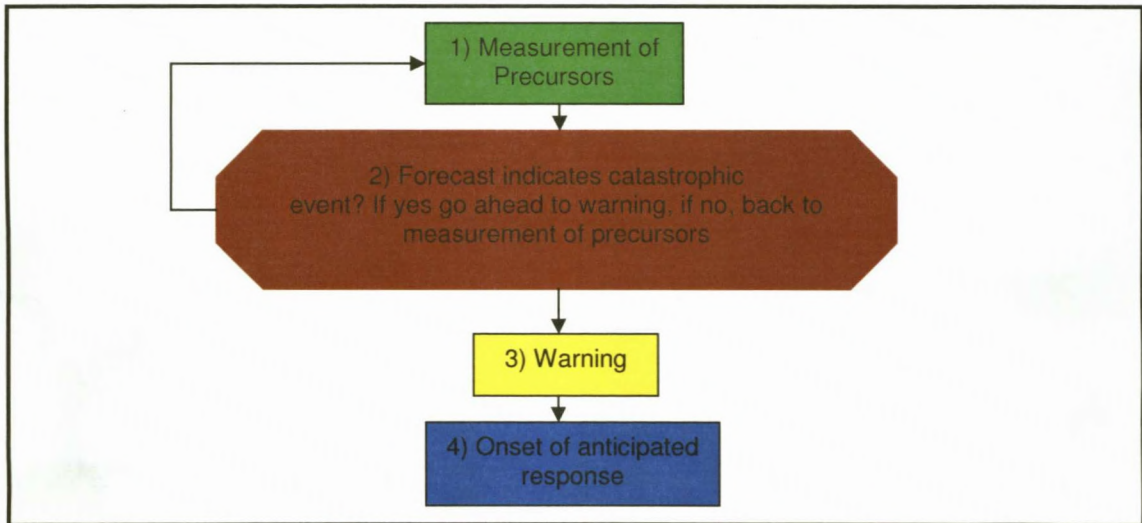 1) Measurement of
Precursors
2) Forecast indicates catastrophic
event? If yes go ahead to warning, if no, back to
measurement of precursors
3) Warning
4) Onset of anticipated
response